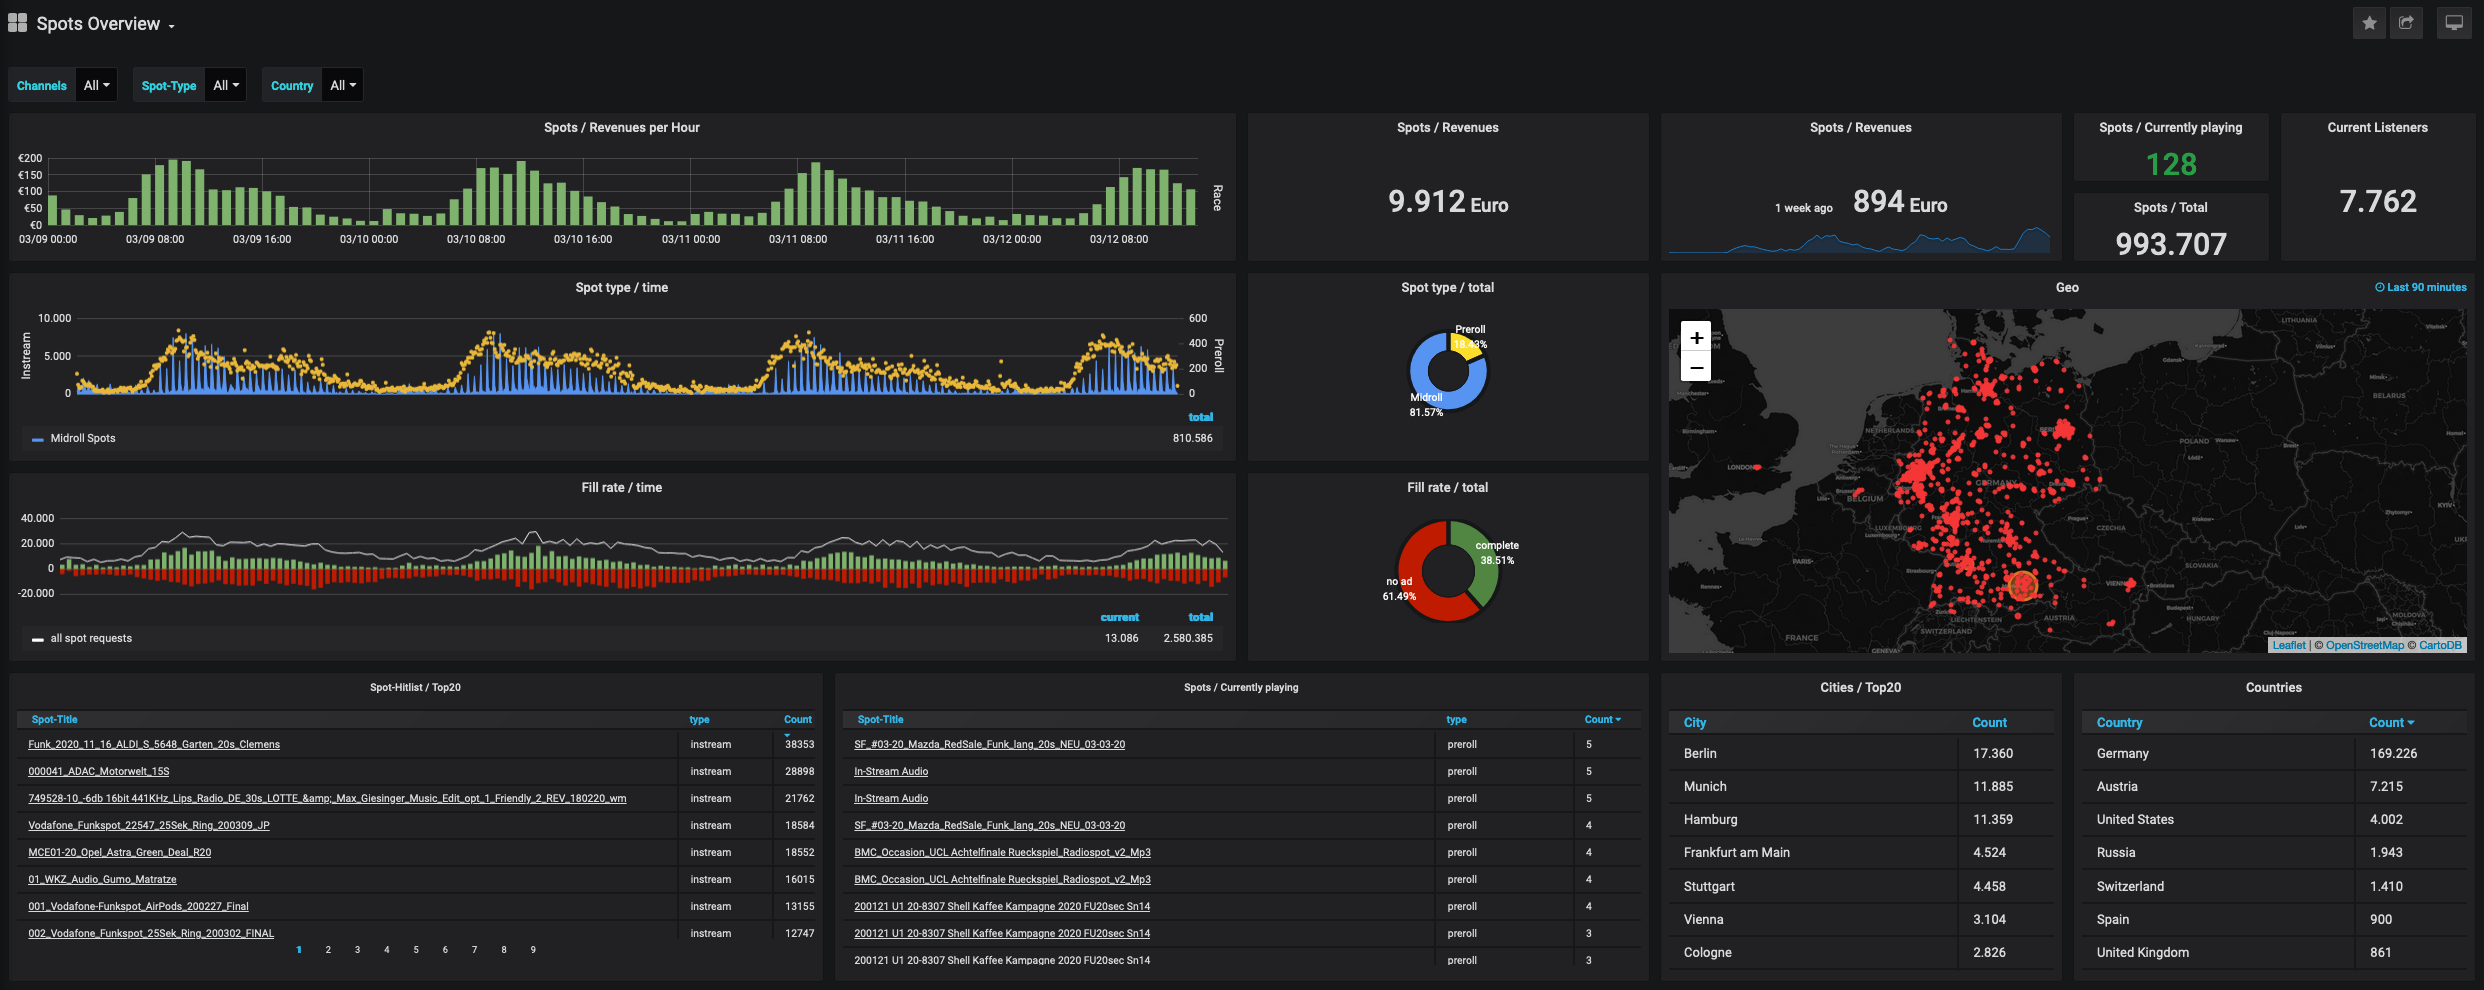 Spots Overview
Channels All Spot-Type All Country All
Spots / Revenues per Hour
€200
€150
€100
€50
€0
03/09 00:00 03/09 08:00 03/09 16:00 03/10 00:00 03/10 08:00 03/10 16:00 03/11 00:00 03/11 08:00 03/11 16:00 03/12 00:00 03/12 08:00
Race
Spots / Revenues
9.912 Euro
Spots / Revenues
1 week ago 894 Euro
Spots / Currently playing
128
Spots / Total
993.707
Current Listeners
7.762
Spot type / time
Instream
10.000
5.000
0
600
400
200
0
Preroll
total
Midroll Spots 810.586
Spot type / total
Preroll
18.43%
Midroll
81.57%
Geo
Last 90 minutes
+
−
LITHUANIA
BELARUS
NETHERLANDS
POLAND
LONDON
BELGIUM
GERMANY
LUXEMBOURG
CZECHIA
PARIS
SLOVAKIA
VIENNA
LIECHTENSTEIN
AUSTRIA
HUNGARY
MOLDOVA
SWITZERLAND
FRANCE
Leaflet | © OpenStreetMap © CartoDB
Fill rate / time
40.000
20.000
0
-20.000
current total
all spot requests 13.086 2.580.385
Fill rate / total
complete
38.51%
no ad
61.49%
Spot-Hitlist / Top20
Spot-Title type Count
Funk_2020_11_16_ALDI_S_5648_Garten_20s_Clemens instream 38353
000041_ADAC_Motorwelt_15S instream 28898
749528-10_-6db 16bit 441KHz_Lips_Radio_DE_30s_LOTTE_&amp;_Max_Giesinger_Music_Edit_opt_1_Friendly_2_REV_180220_wm instream 21762
Vodafone_Funkspot_22547_25Sek_Ring_200309_JP instream 18584
MCE01-20_Opel_Astra_Green_Deal_R20 instream 18552
01_WKZ_Audio_Gumo_Matratze instream 16015
001_Vodafone-Funkspot_AirPods_200227_Final instream 13155
002_Vodafone_Funkspot_25Sek_Ring_200302_FINAL instream 12747
1 2 3 4 5 6 7 8 9
Spots / Currently playing
Spot-Title type Count
SF_#03-20_Mazda_RedSale_Funk_lang_20s_NEU_03-03-20 preroll 5
In-Stream Audio preroll 5
In-Stream Audio preroll 5
SF_#03-20_Mazda_RedSale_Funk_lang_20s_NEU_03-03-20 preroll 4
BMC_Occasion_UCL Achtelfinale Rueckspiel_Radiospot_v2_Mp3 preroll 4
BMC_Occasion_UCL Achtelfinale Rueckspiel_Radiospot_v2_Mp3 preroll 4
200121 U1 20-8307 Shell Kaffee Kampagne 2020 FU20sec Sn14 preroll 4
200121 U1 20-8307 Shell Kaffee Kampagne 2020 FU20sec Sn14 preroll 3
200121 U1 20-8307 Shell Kaffee Kampagne 2020 FU20sec Sn14 preroll 3
Cities / Top20
City Count
Berlin 17.360
Munich 11.885
Hamburg 11.359
Frankfurt am Main 4.524
Stuttgart 4.458
Vienna 3.104
Cologne 2.826
Countries
Country Count
Germany 169.226
Austria 7.215
United States 4.002
Russia 1.943
Switzerland 1.410
Spain 900
United Kingdom 861